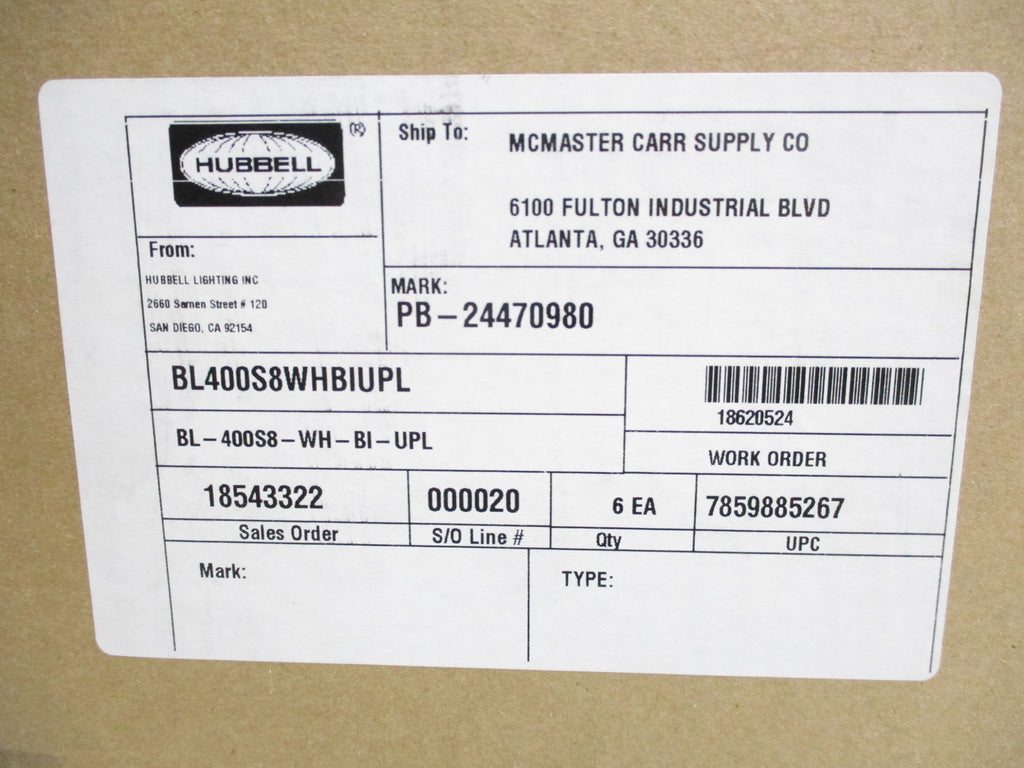 HUBBELL
(R)
Ship To:
MCMASTER CARR SUPPLY CO
6100 FULTON INDUSTRIAL BLVD
ATLANTA, GA 30336
From:
HUBBELL LIGHTING INC
2660 Sarnen Street # 120
SAN DIEGO, CA 92154
MARK:
PB-24470980
BL400S8WHBIUPL
BL-400S8-WH-BI-UPL
18620524
WORK ORDER
18543322
000020
6 EA
7859885267
Sales Order
S/O Line #
Qty
UPC
Mark:
TYPE: